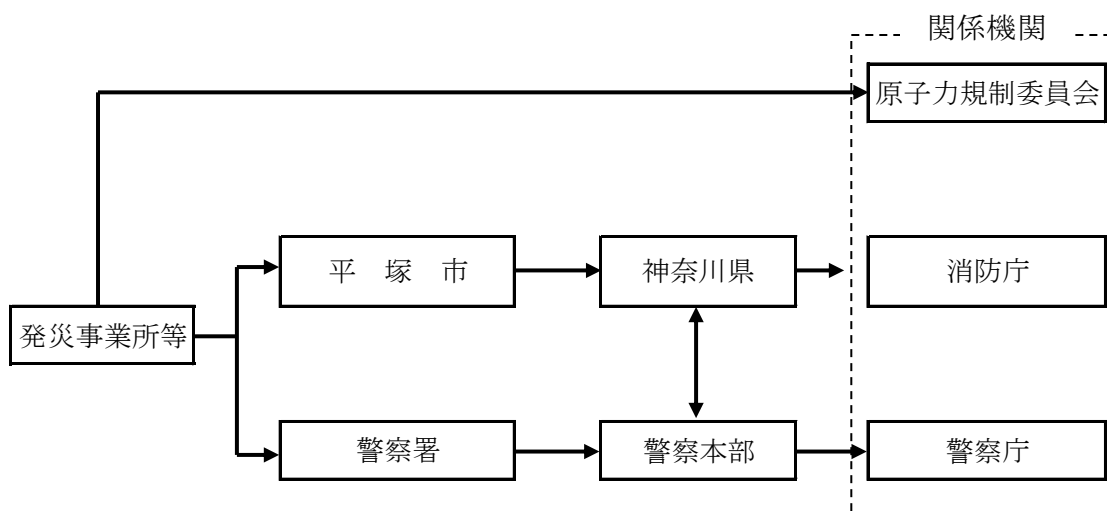 関係機関
原子力規制委員会
平　塚　市
神奈川県
消防庁
発災事業所等
警察署
警察本部
警察庁